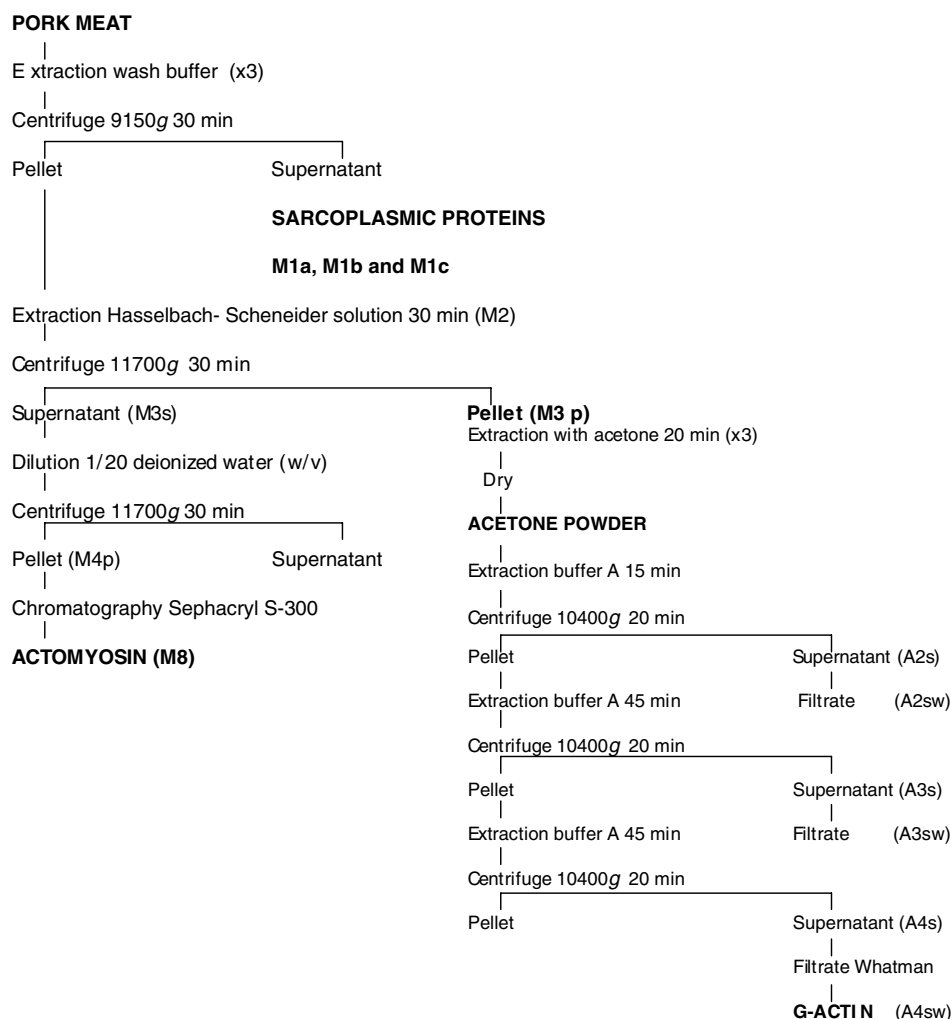 PORK MEAT
E xtraction wash buffer (x3)
Centrifuge 9150g 30 min
Pellet Supernatant
SARCOPLASMIC PROTEINS
M1a, M1b and M1c
Extraction Hasselbach- Scheneider solution 30 min (M2)
Centrifuge 11700g 30 min
Supernatant (M3s)
Dilution 1/20 deionized water (w/v)
Centrifuge 11700g 30 min
Pellet (M4p) Supernatant
Chromatography Sephacryl S-300
ACTOMYOSIN (M8)
Pellet (M3 p)
Extraction with acetone 20 min (x3)
Dry
ACETONE POWDER
Extraction buffer A 15 min
Centrifuge 10400g 20 min
Pellet Supernatant (A2s)
Extraction buffer A 45 min Filtrate (A2sw)
Centrifuge 10400g 20 min
Pellet Supernatant (A3s)
Extraction buffer A 45 min Filtrate (A3sw)
Centrifuge 10400g 20 min
Pellet Supernatant (A4s)
Filtrate Whatman
G-ACTI N (A4sw)